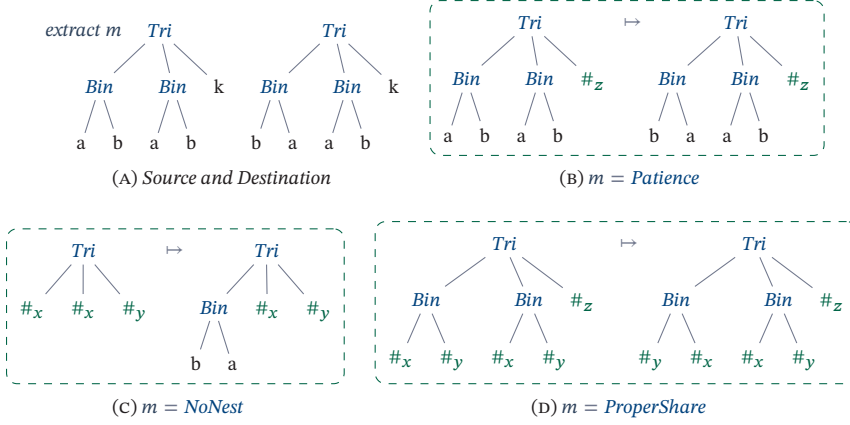 extract m Tri Tri
Bin Bin k Bin Bin k
a b a b b a a b
(A) Source and Destination
Tri ↦ Tri
Bin Bin #z Bin Bin #z
a b a b b a a b
(B) m = Patience
Tri ↦ Tri
#x #x #y Bin #x #y
b a
(C) m = NoNest
Tri ↦ Tri
Bin Bin #z Bin Bin #z
#x #y #x #y #y #x #x #y
(D) m = ProperShare